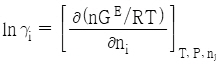 ln γi = [ ∂(nG^E/RT) / ∂ni ]T, P, nj